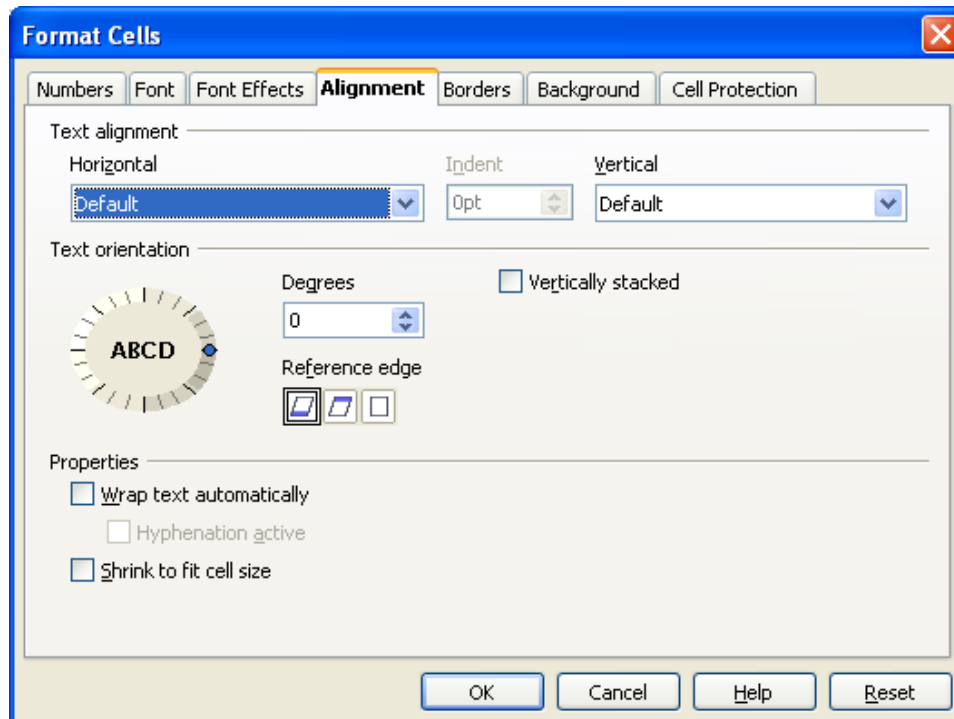 Format Cells
Numbers Font Font Effects Alignment Borders Background Cell Protection
Text alignment
Horizontal Indent Vertical
Default 0pt Default
Text orientation
Degrees Vertically stacked
0
ABCD
Reference edge
Properties
Wrap text automatically
Hyphenation active
Shrink to fit cell size
OK Cancel Help Reset